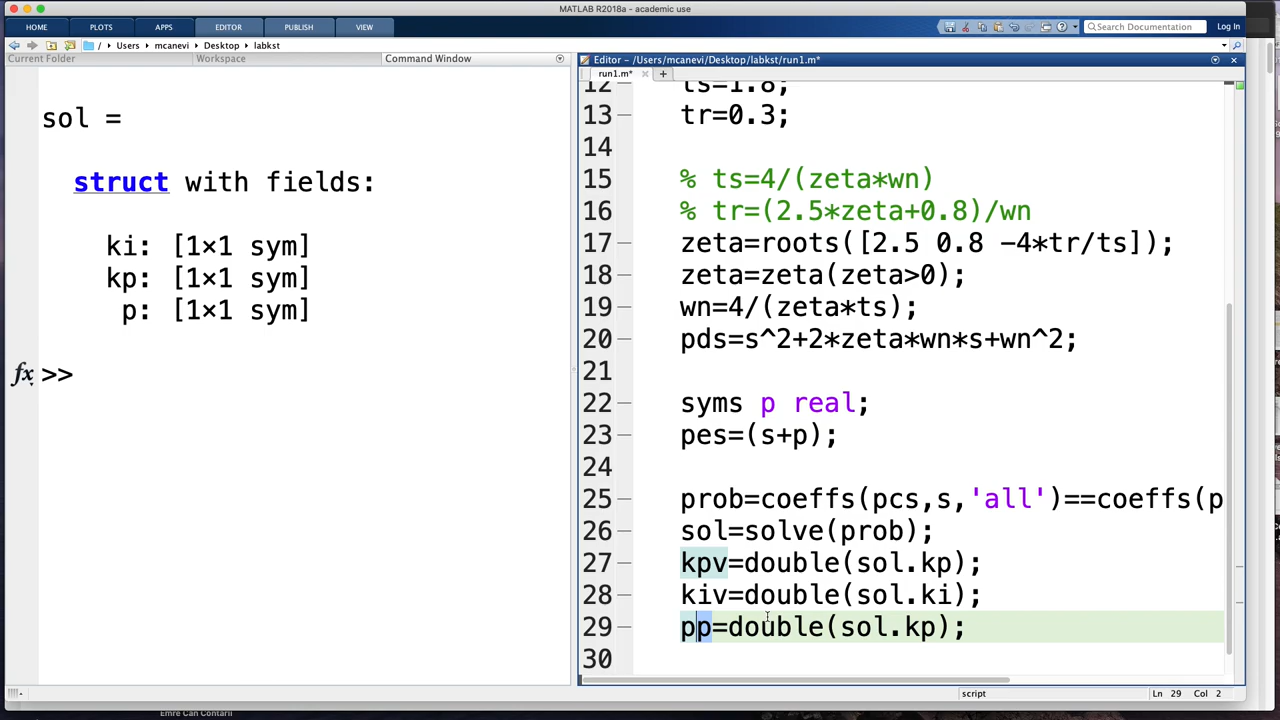 MATLAB R2018a - academic use
HOME PLOTS APPS EDITOR PUBLISH VIEW Search Documentation Log In
/ Users mcanevi Desktop labkst
Current Folder Workspace Command Window
Editor - /Users/mcanevi/Desktop/labkst/run1.m*
run1.m*
sol =
struct with fields:
ki: [1×1 sym]
kp: [1×1 sym]
p: [1×1 sym]
fx >>
12 ts=1.8;
13 tr=0.3;
14
15 % ts=4/(zeta*wn)
16 % tr=(2.5*zeta+0.8)/wn
17 zeta=roots([2.5 0.8 -4*tr/ts]);
18 zeta=zeta(zeta>0);
19 wn=4/(zeta*ts);
20 pds=s^2+2*zeta*wn*s+wn^2;
21
22 syms p real;
23 pes=(s+p);
24
25 prob=coeffs(pcs,s,'all')==coeffs(p
26 sol=solve(prob);
27 kpv=double(sol.kp);
28 kiv=double(sol.ki);
29 pp=double(sol.kp);
30
script Ln 29 Col 2
Emre Can Contarli